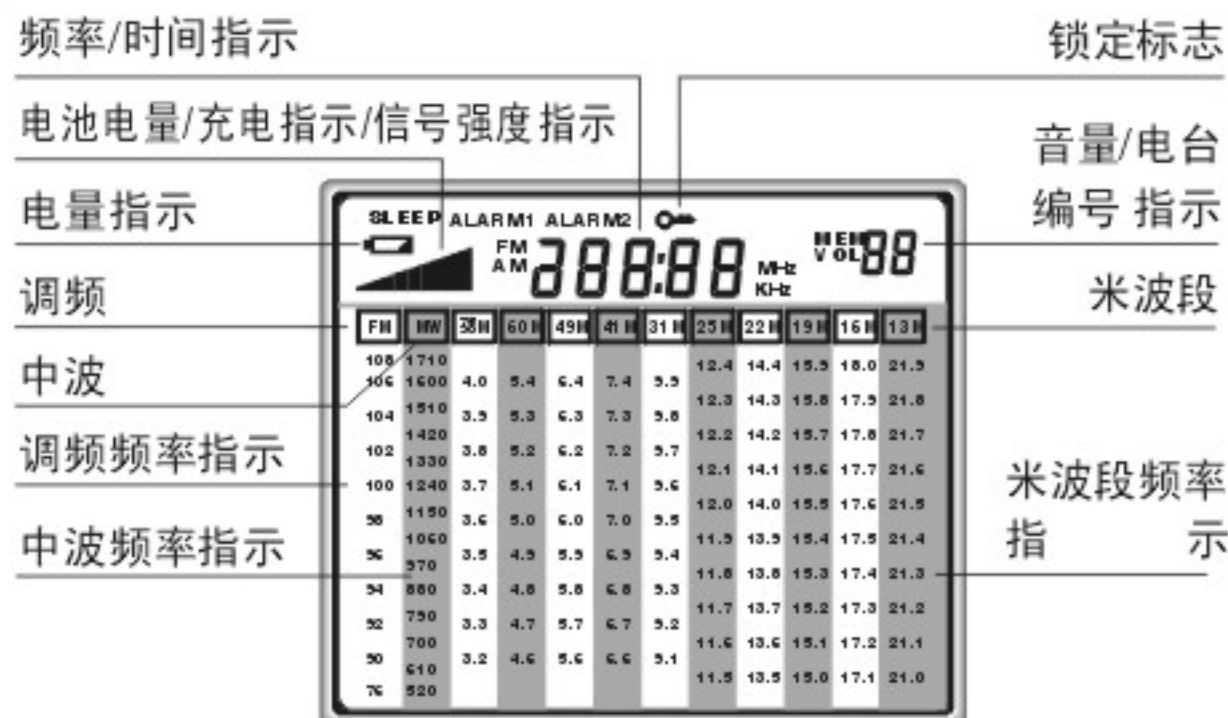 频率/时间指示
锁定标志
电池电量/充电指示/信号强度指示
音量/电台
编号 指示
电量指示
米波段
调频
中波
调频频率指示
中波频率指示
米波段频率
指 示
SLEEP ALARM1 ALARM2
FM
AM
188:88
MHz
KHz
MEM
VOL
88
FM MW 60M 49M 41M 31M 25M 22M 19M 16M 13M
108 1710 12.4 14.4 15.9 18.0 21.9
106 1600 4.0 5.4 6.4 7.4 9.9
1510 12.3 14.3 15.8 17.9 21.8
104 3.9 5.3 6.3 7.3 9.8
1420 12.2 14.2 15.7 17.8 21.7
102 1330 3.8 5.2 6.2 7.2 9.7
12.1 14.1 15.6 17.7 21.6
100 1240 3.7 5.1 6.1 7.1 9.6
1150 12.0 14.0 15.5 17.6 21.5
98 3.6 5.0 6.0 7.0 9.5
1060 11.9 13.9 15.4 17.5 21.4
96 3.5 4.9 5.9 6.9 9.4
970 11.8 13.8 15.3 17.4 21.3
94 880 3.4 4.8 5.8 6.8 9.3
790 11.7 13.7 15.2 17.3 21.2
92 3.3 4.7 5.7 6.7 9.2
700 11.6 13.6 15.1 17.2 21.1
90 3.2 4.6 5.6 6.6 9.1
610 11.5 13.5 15.0 17.1 21.0
76 520